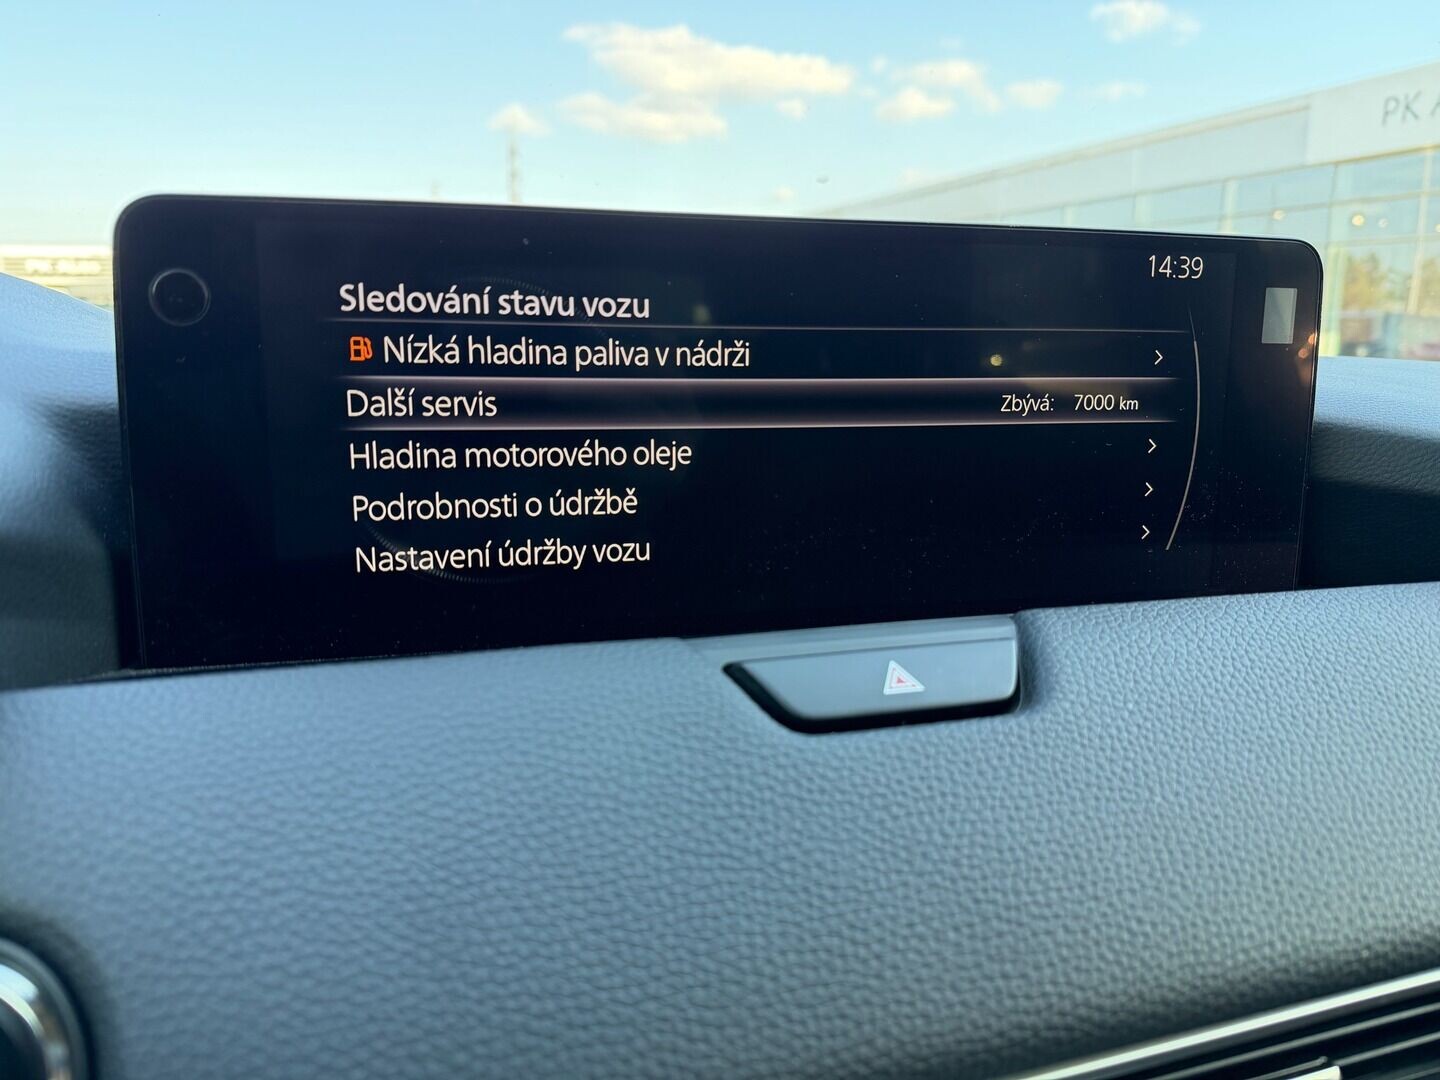 PK A
14:39
Sledování stavu vozu
Nízká hladina paliva v nádrži
Další servis Zbývá: 7000 km
Hladina motorového oleje
Podrobnosti o údržbě
Nastavení údržby vozu